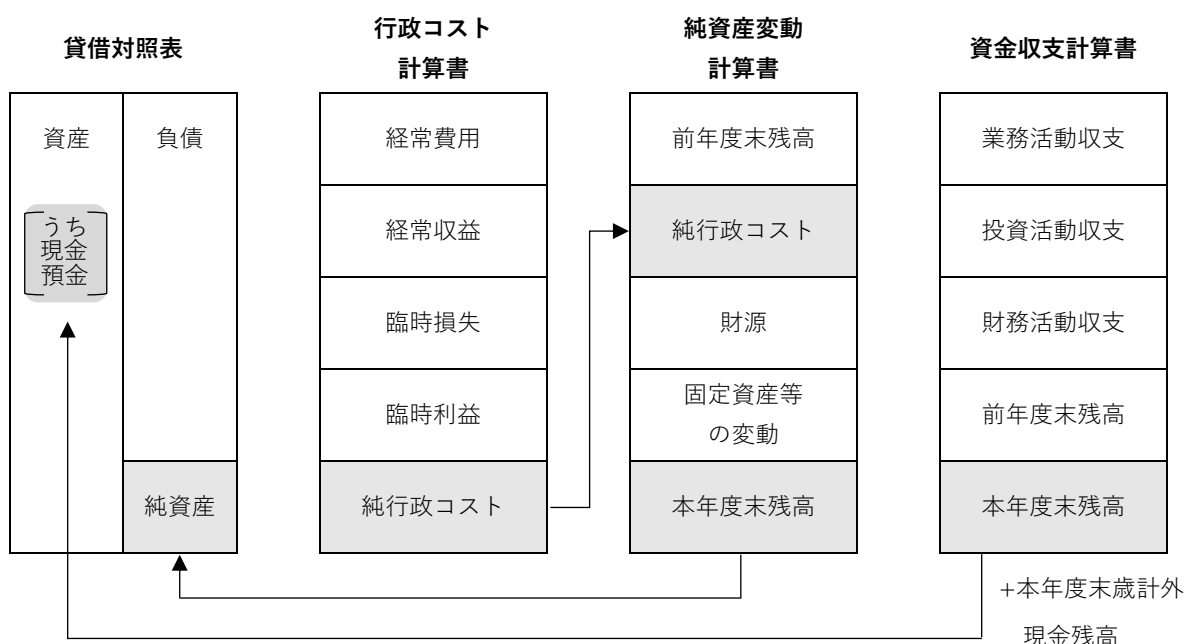 貸借対照表
資産
負債
うち
現金
預金
純資産
行政コスト
計算書
経常費用
経常収益
臨時損失
臨時利益
純行政コスト
純資産変動
計算書
前年度末残高
純行政コスト
財源
固定資産等
の変動
本年度末残高
資金収支計算書
業務活動収支
投資活動収支
財務活動収支
前年度末残高
本年度末残高
+本年度末歳計外
現金残高